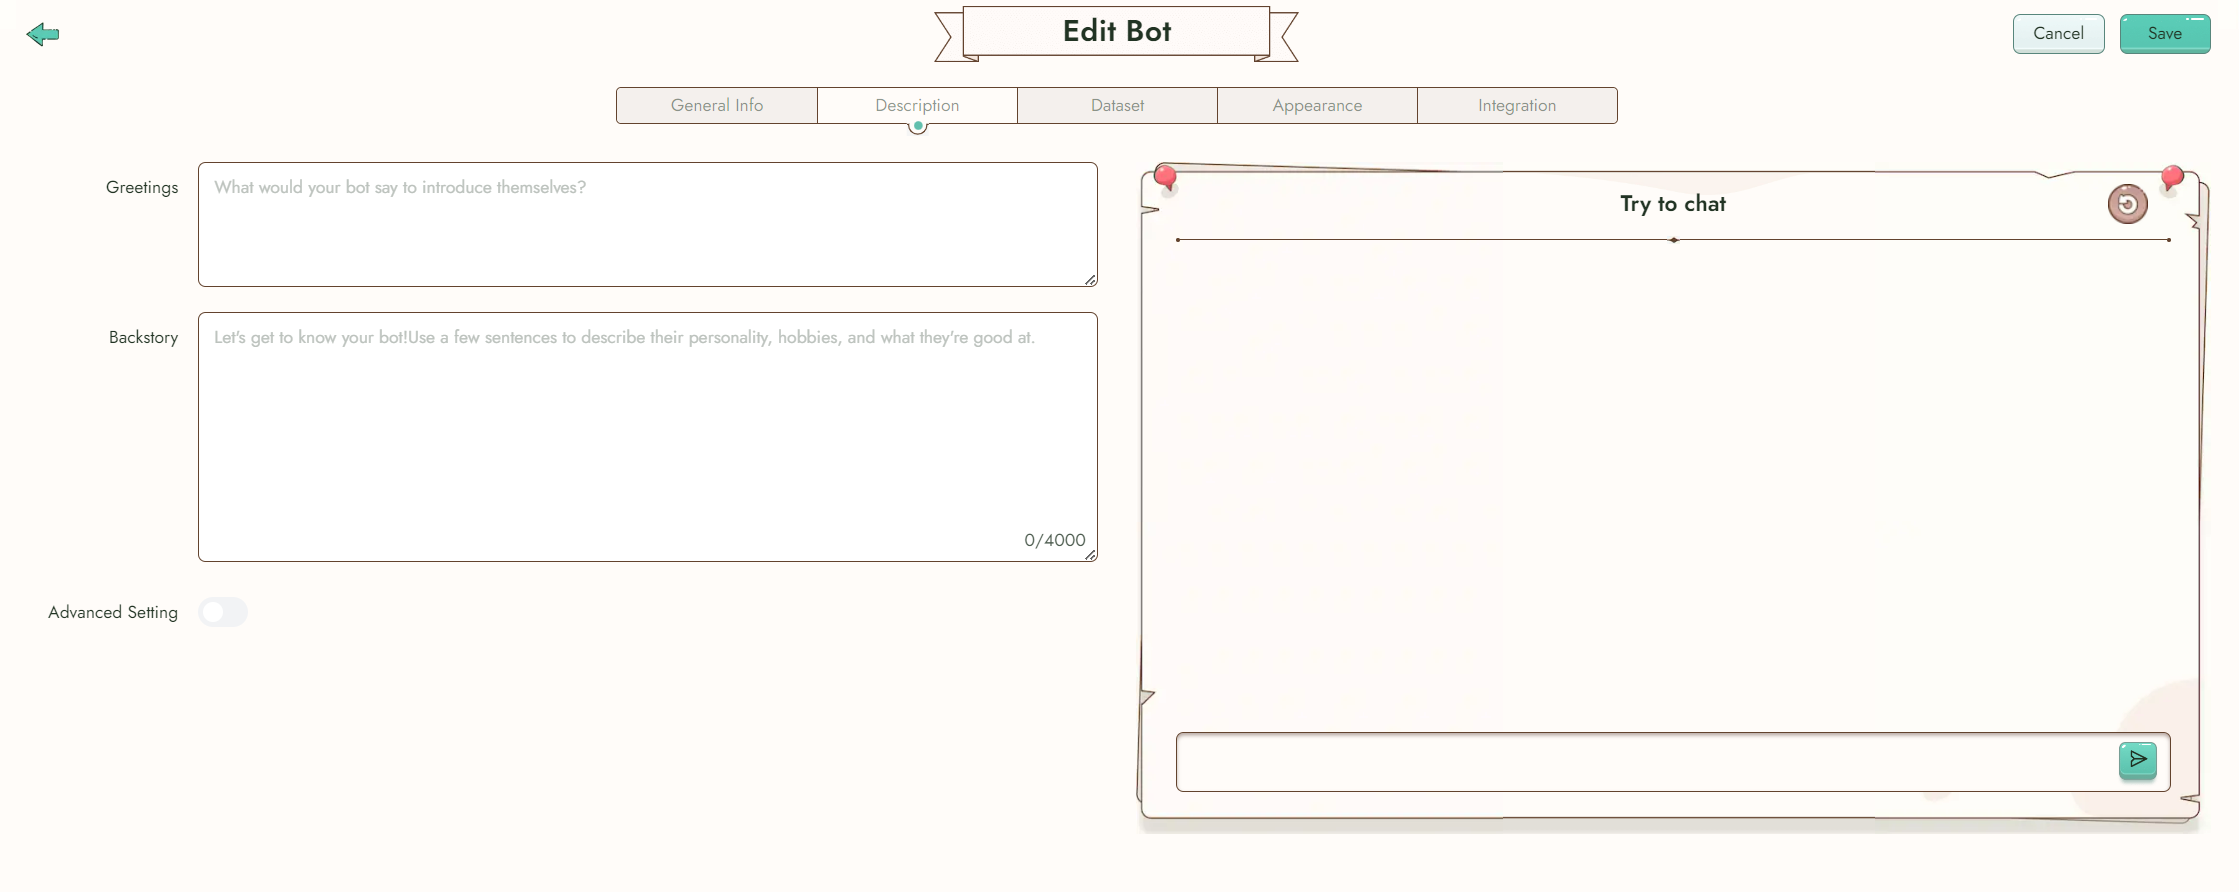 Edit Bot
Cancel
Save
General Info
Description
Dataset
Appearance
Integration
Greetings
What would your bot say to introduce themselves?
Backstory
Let's get to know your bot!Use a few sentences to describe their personality, hobbies, and what they're good at.
0/4000
Advanced Setting
Try to chat